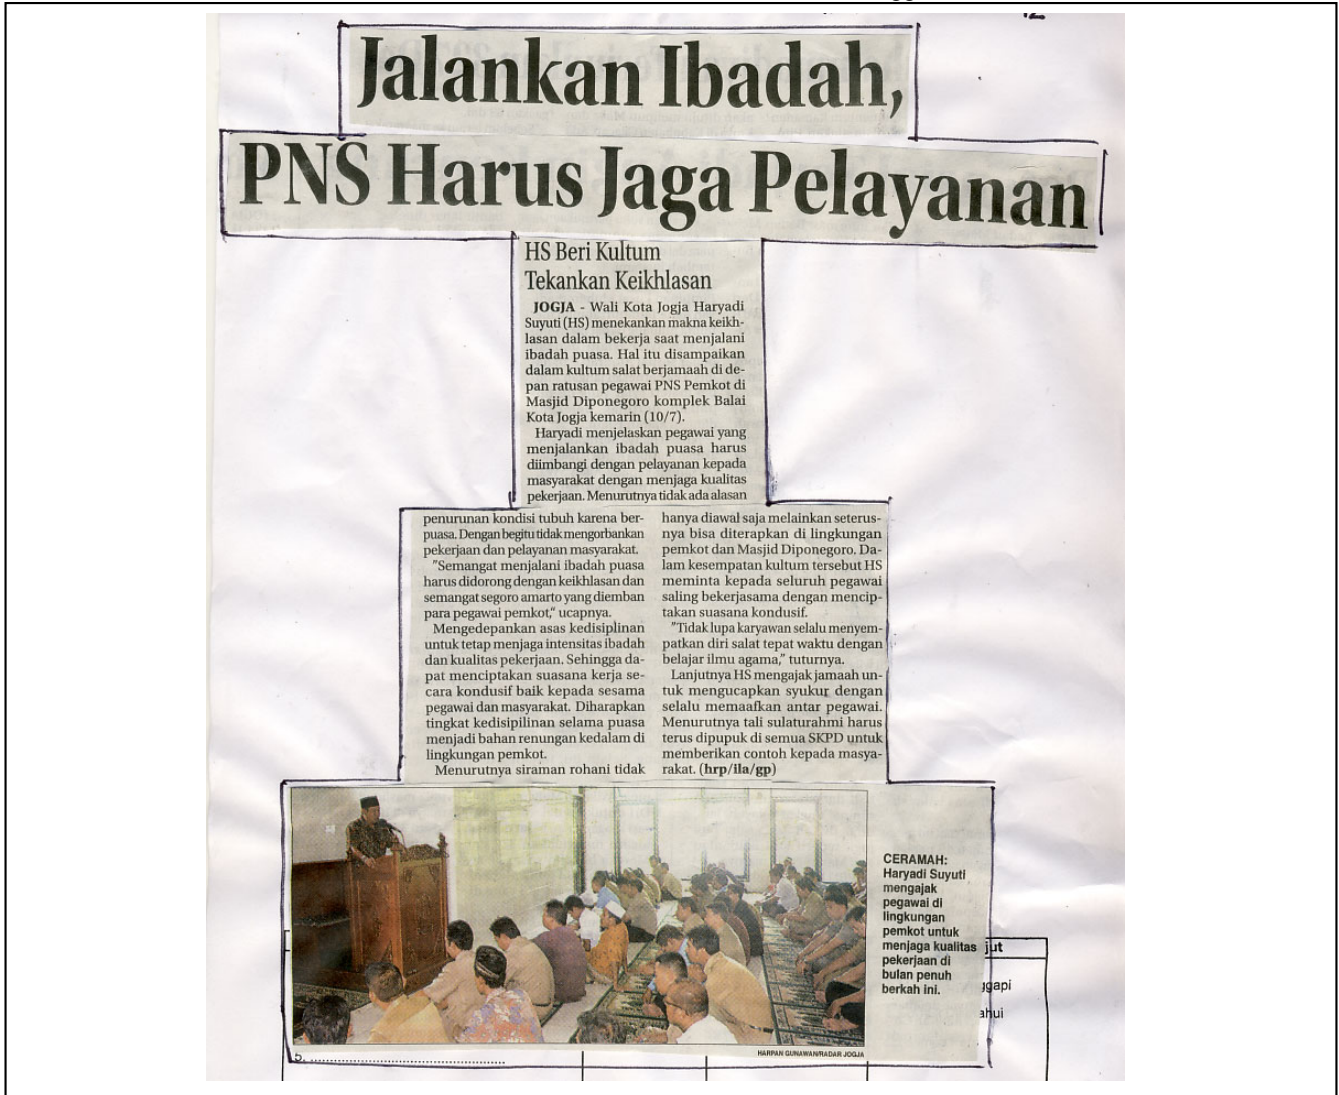 Jalankan Ibadah,
PNS Harus Jaga Pelayanan
HS Beri Kultum
Tekankan Keikhlasan
JOGJA - Wali Kota Jogja Haryadi
Suyuti (HS) menekankan makna keikh-
lasan dalam bekerja saat menjalani
ibadah puasa. Hal itu disampaikan
dalam kultum salat berjamaah di de-
pan ratusan pegawai PNS Pemkot di
Masjid Diponegoro komplek Balai
Kota Jogja kemarin (10/7).
Haryadi menjelaskan pegawai yang
menjalankan ibadah puasa harus
diimbangi dengan pelayanan kepada
masyarakat dengan menjaga kualitas
pekerjaan. Menurutnya tidak ada alasan
penurunan kondisi tubuh karena ber-
puasa. Dengan begitu tidak mengorbankan
pekerjaan dan pelayanan masyarakat.
"Semangat menjalani ibadah puasa
harus didorong dengan keikhlasan dan
semangat segoro amarto yang diemban
para pegawai pemkot," ucapnya.
Mengedepankan asas kedisiplinan
untuk tetap menjaga intensitas ibadah
dan kualitas pekerjaan. Sehingga da-
pat menciptakan suasana kerja se-
cara kondusif baik kepada sesama
pegawai dan masyarakat. Diharapkan
tingkat kedisipilinan selama puasa
menjadi bahan renungan kedalam di
lingkungan pemkot.
Menurutnya siraman rohani tidak
hanya diawal saja melainkan seterus-
nya bisa diterapkan di lingkungan
pemkot dan Masjid Diponegoro. Da-
lam kesempatan kultum tersebut HS
meminta kepada seluruh pegawai
saling bekerjasama dengan mencip-
takan suasana kondusif.
"Tidak lupa karyawan selalu menyem-
patkan diri salat tepat waktu dengan
belajar ilmu agama," tuturnya.
Lanjutnya HS mengajak jamaah un-
tuk mengucapkan syukur dengan
selalu memaafkan antar pegawai.
Menurutnya tali sulaturahmi harus
terus dipupuk di semua SKPD untuk
memberikan contoh kepada masya-
rakat. (hrp/ila/gp)
CERAMAH:
Haryadi Suyuti
mengajak
pegawai di
lingkungan
pemkot untuk
menjaga kualitas
pekerjaan di
bulan penuh
berkah ini.
jut
ggapi
ahui
HARPAN GUNAWAN/RADAR JOGJA
5. ....................................................